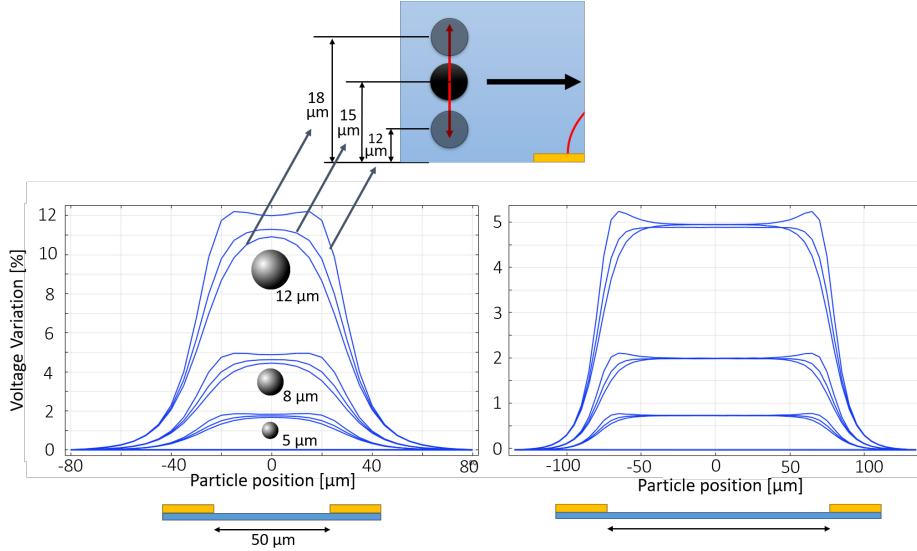 18
μm
15
μm
12
μm
Voltage Variation [%]
12
10
8
6
4
2
0
12 μm
8 μm
5 μm
-80
-40
0
40
80
Particle position [μm]
50 μm
5
4
3
2
1
0
-100
-50
0
50
100
Particle position [μm]